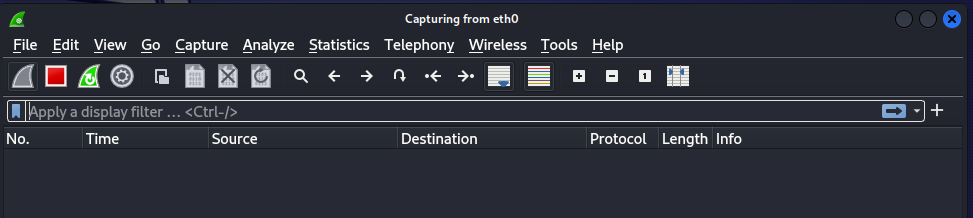 Capturing from eth0
File Edit View Go Capture Analyze Statistics Telephony Wireless Tools Help
Apply a display filter ... <Ctrl-/>
No. Time Source Destination Protocol Length Info